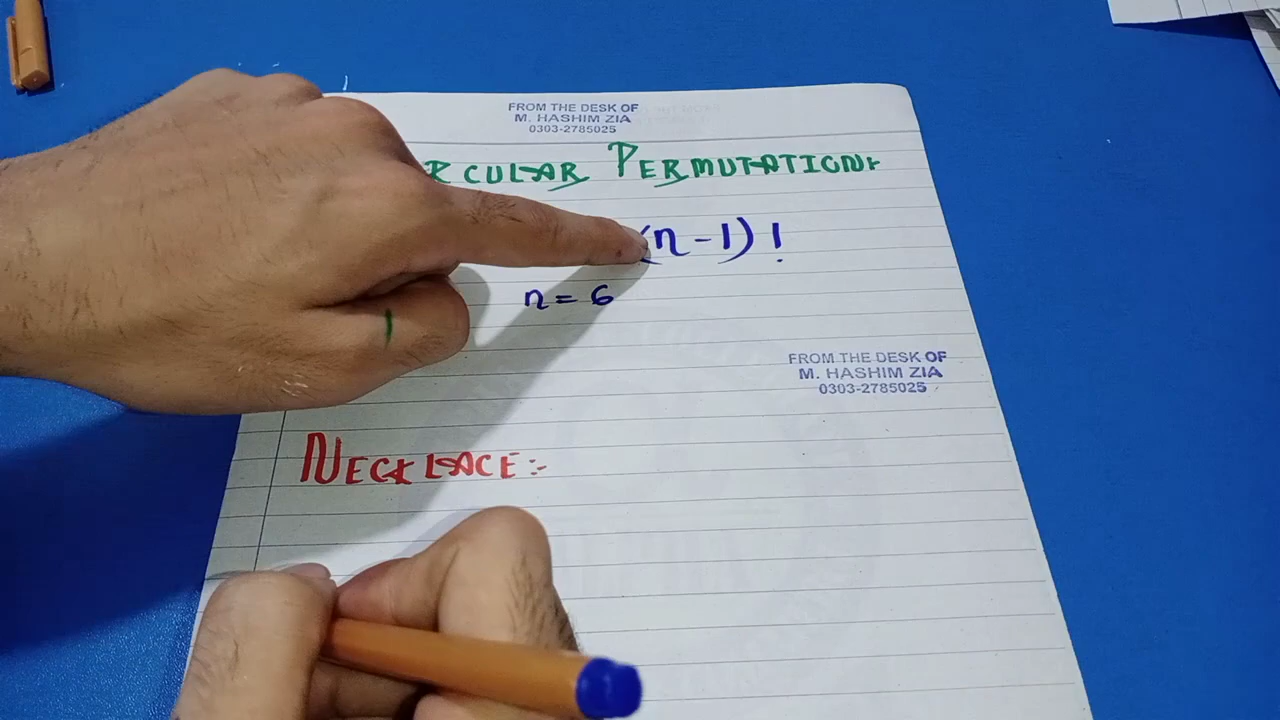 FROM THE DESK OF
M. HASHIM ZIA
0303-2785025
RCULAR PERMUTATION
(n-1)!
n = 6
FROM THE DESK OF
M. HASHIM ZIA
0303-2785025
NECKLACE:-